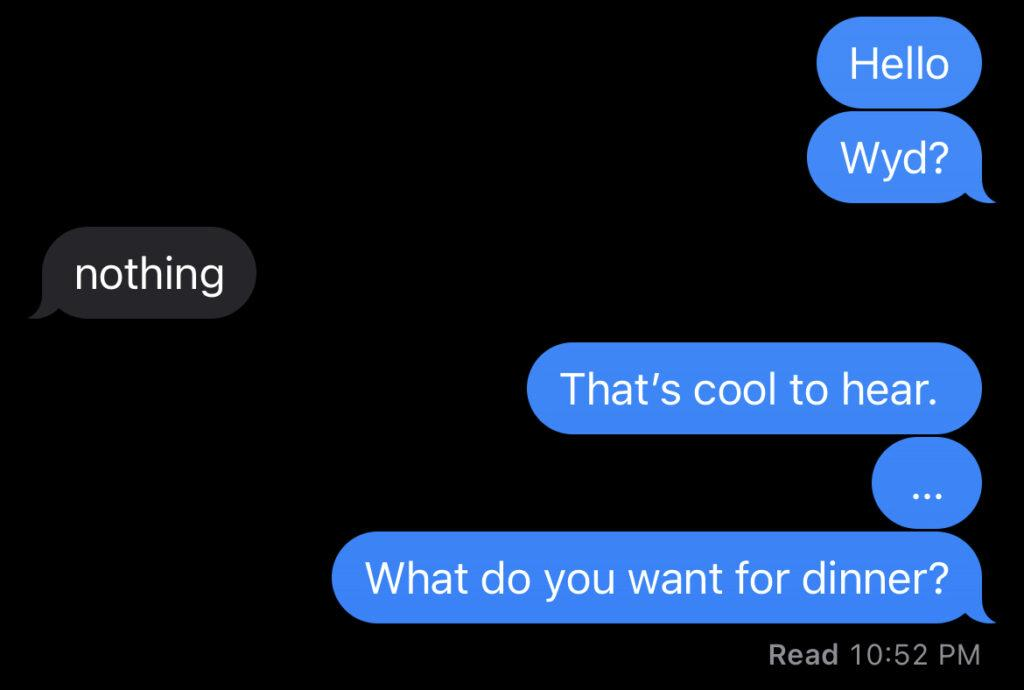 Hello
Wyd?
nothing
That’s cool to hear.
...
What do you want for dinner?
Read 10:52 PM